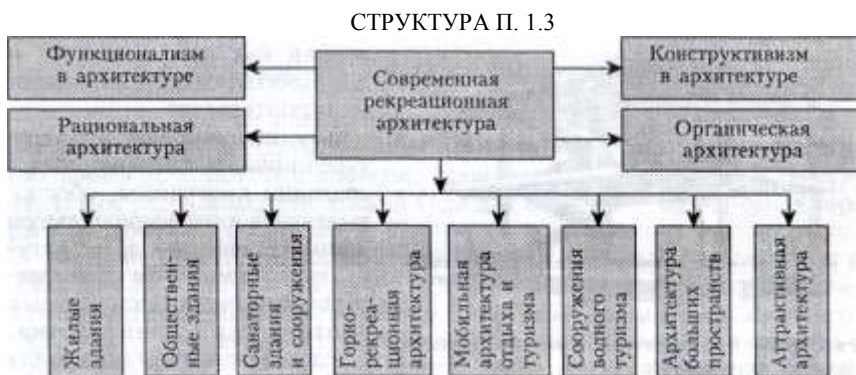 СТРУКТУРА П. 1.3
Функционализм
в архитектуре
Современная
рекреационная
архитектура
Конструктивизм
в архитектуре
Рациональная
архитектура
Органическая
архитектура
Жилые
здания
Обществен-
ные здания
Санаторные
здания
и сооружения
Горно-
рекреа-
ционная
архитектура
Мобильная
архитектура
отдыха и
туризма
Сооружения
водного
туризма
Архитектура
больших
пространств
Аттрактивная
архитектура